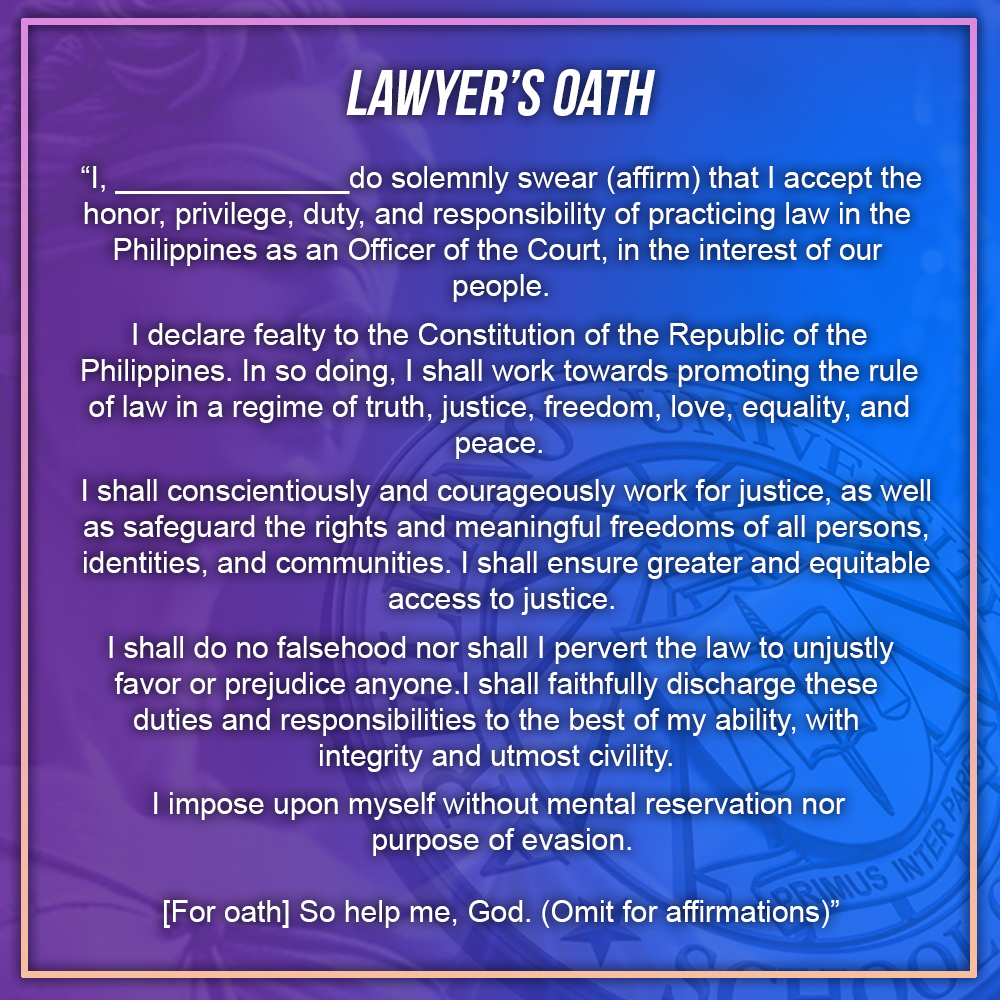 LAWYER'S OATH
“I, ______________do solemnly swear (affirm) that I accept the
honor, privilege, duty, and responsibility of practicing law in the
Philippines as an Officer of the Court, in the interest of our
people.
I declare fealty to the Constitution of the Republic of the
Philippines. In so doing, I shall work towards promoting the rule
of law in a regime of truth, justice, freedom, love, equality, and
peace.
I shall conscientiously and courageously work for justice, as well
as safeguard the rights and meaningful freedoms of all persons,
identities, and communities. I shall ensure greater and equitable
access to justice.
I shall do no falsehood nor shall I pervert the law to unjustly
favor or prejudice anyone.I shall faithfully discharge these
duties and responsibilities to the best of my ability, with
integrity and utmost civility.
I impose upon myself without mental reservation nor
purpose of evasion.
[For oath] So help me, God. (Omit for affirmations)”
PRIMUS INTER